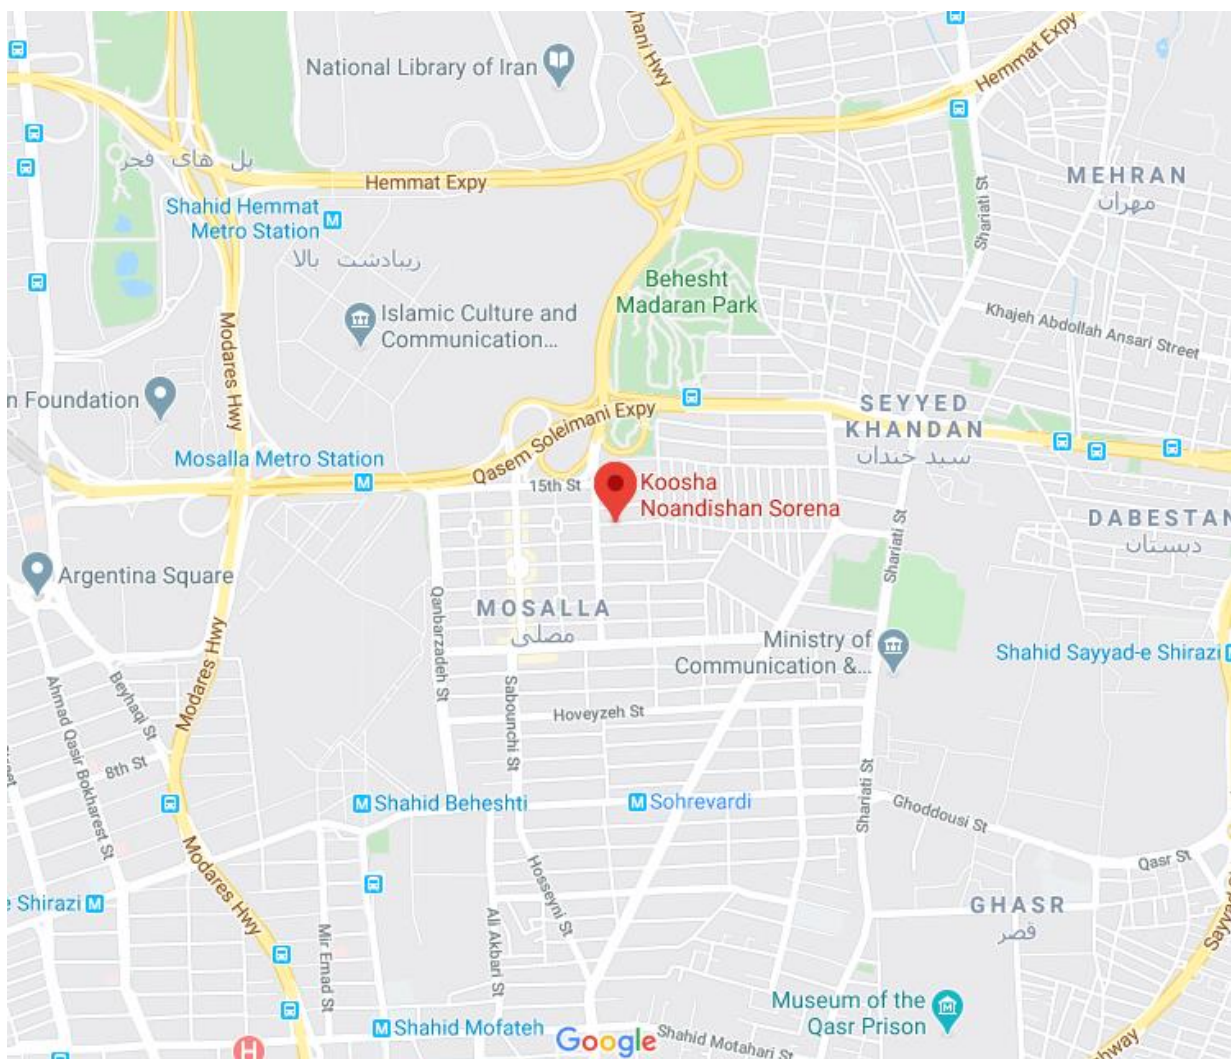 National Library of Iran
ghani Hwy
Hemmat Expy
پل های فجر
Hemmat Expy
MEHRAN
مهران
Shahid Hemmat
Metro Station
Shariati St
زیبادشت بالا
Behesht
Madaran Park
Islamic Culture and
Communication...
Khajeh Abdollah Ansari Street
Modares Hwy
n Foundation
Qasem Soleimani Expy
SEYYED
KHANDAN
سید خندان
Mosalla Metro Station
15th St
Koosha
Noandishan Sorena
DABESTAN
دبستان
Shariati St
Argentina Square
MOSALLA
مصلی
Qanbarzadeh St
Ministry of
Communication &...
Shahid Sayyad-e Shirazi
Modares Hwy
Beyhaqi St
Ahmad Qasir Bokharest St
Sabounchi St
Hoveyzeh St
8th St
Shahid Beheshti
Sohrevardi
Shariati St
Ghoddousi St
Qasr St
Modares Hwy
Hosseyni St
e Shirazi
Ali Akbari St
Mir Emad St
GHASR
قصر
Sayyad S
Museum of the
Qasr Prison
Shahid Mofateh
Google
Shahid Motahari St
hway